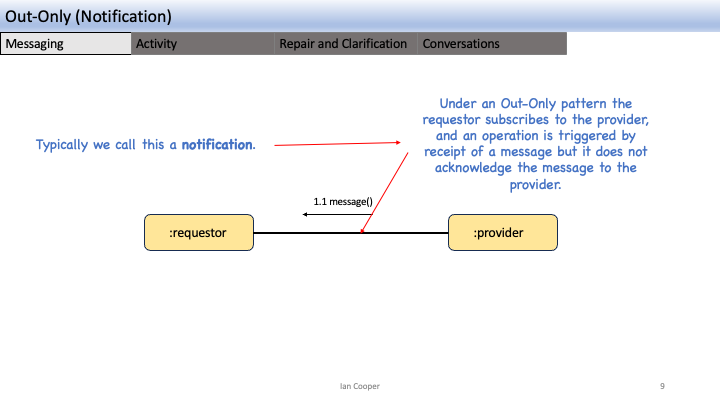 Out-Only (Notification)
Messaging
Activity
Repair and Clarification
Conversations
Under an Out-Only pattern the
requestor subscribes to the provider,
and an operation is triggered by
receipt of a message but it does not
acknowledge the message to the
provider.
Typically we call this a notification.
1.1 message()
:requestor
:provider
Ian Cooper
9